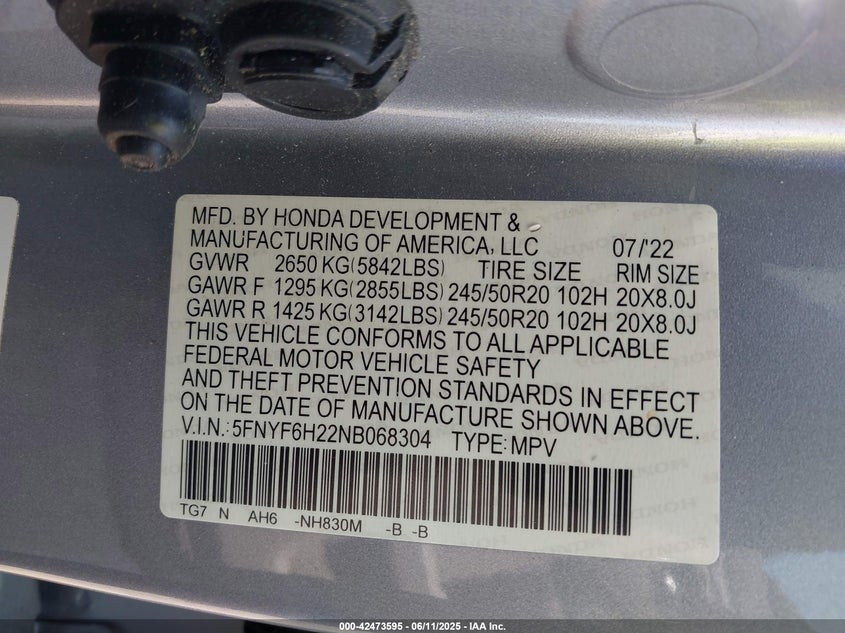 MFD. BY HONDA DEVELOPMENT &
MANUFACTURING OF AMERICA, LLC 07/'22
GVWR 2650 KG(5842LBS) TIRE SIZE RIM SIZE
GAWR F 1295 KG(2855LBS) 245/50R20 102H 20X8.0J
GAWR R 1425 KG(3142LBS) 245/50R20 102H 20X8.0J
THIS VEHICLE CONFORMS TO ALL APPLICABLE
FEDERAL MOTOR VEHICLE SAFETY
AND THEFT PREVENTION STANDARDS IN EFFECT
ON THE DATE OF MANUFACTURE SHOWN ABOVE.
V.I.N.: 5FNYF6H22NB068304 TYPE: MPV
TG7 N AH6 -NH830M -B -B
000-42473595 - 06/11/2025 - IAA Inc.